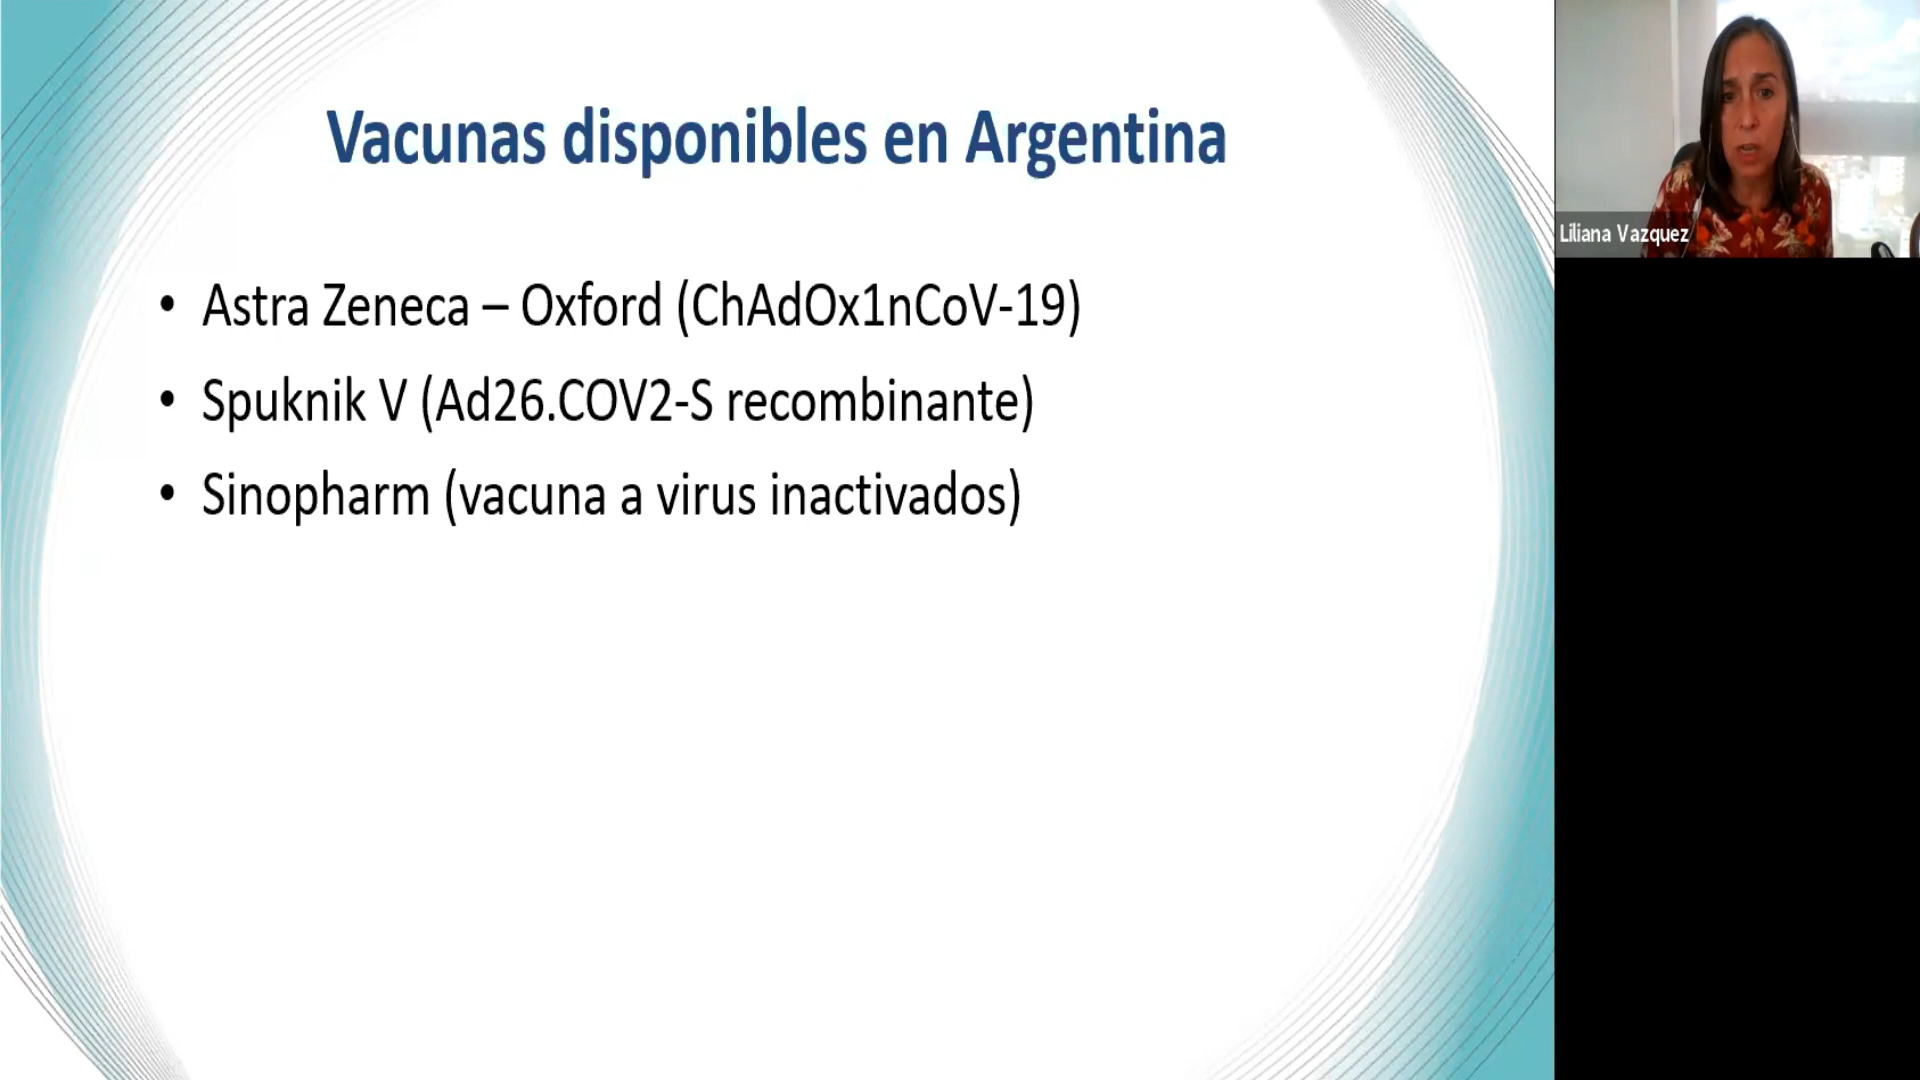 Vacunas disponibles en Argentina
• Astra Zeneca – Oxford (ChAdOx1nCoV-19)
• Spuknik V (Ad26.COV2-S recombinante)
• Sinopharm (vacuna a virus inactivados)
Liliana Vazquez